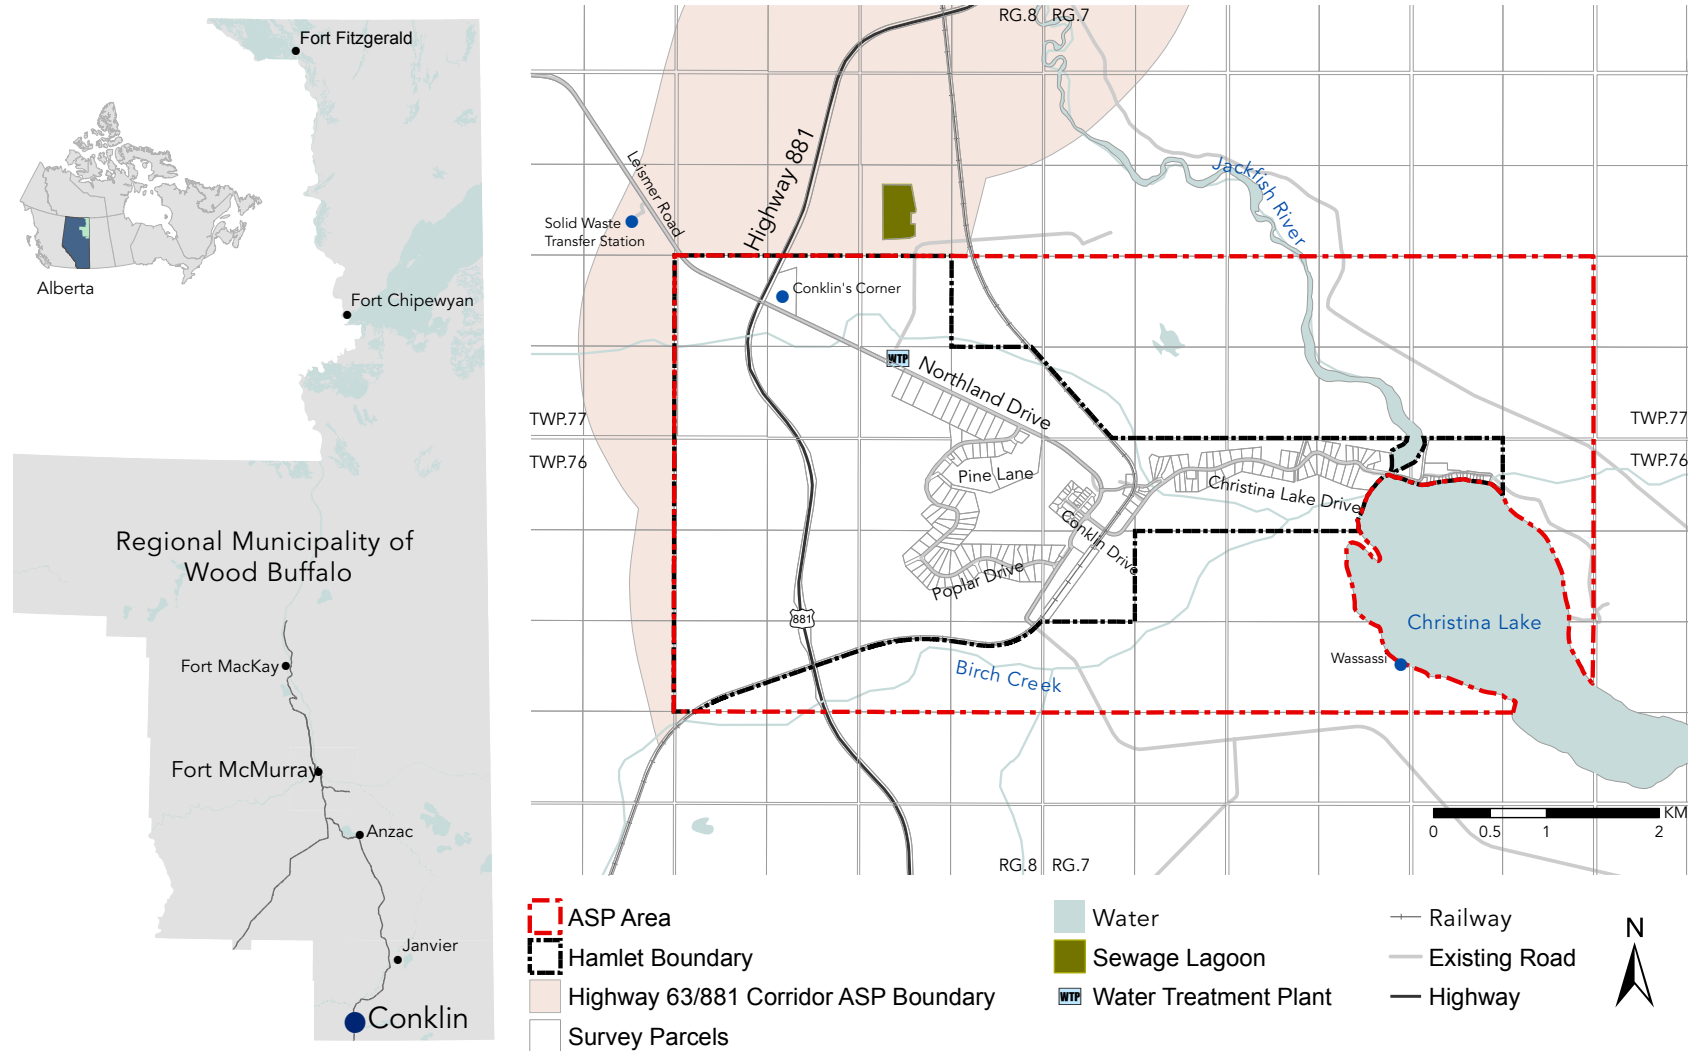 Fort Fitzgerald
Alberta
Fort Chipewyan
Regional Municipality of
Wood Buffalo
Fort MacKay
Fort McMurray
Anzac
Janvier
Conklin
RG.8
RG.7
Highway 881
Leismer Road
Solid Waste
Transfer Station
Jackfish River
Conklin's Corner
WTP
Northland Drive
TWP.77
TWP.76
TWP.77
TWP.76
Pine Lane
Christina Lake Drive
Conklin Drive
Poplar Drive
881
Christina Lake
Wassassi
Birch Creek
KM
0
0.5
1
2
RG.8
RG.7
ASP Area
Hamlet Boundary
Highway 63/881 Corridor ASP Boundary
Survey Parcels
Water
Sewage Lagoon
WTP
Water Treatment Plant
Railway
Existing Road
Highway
N